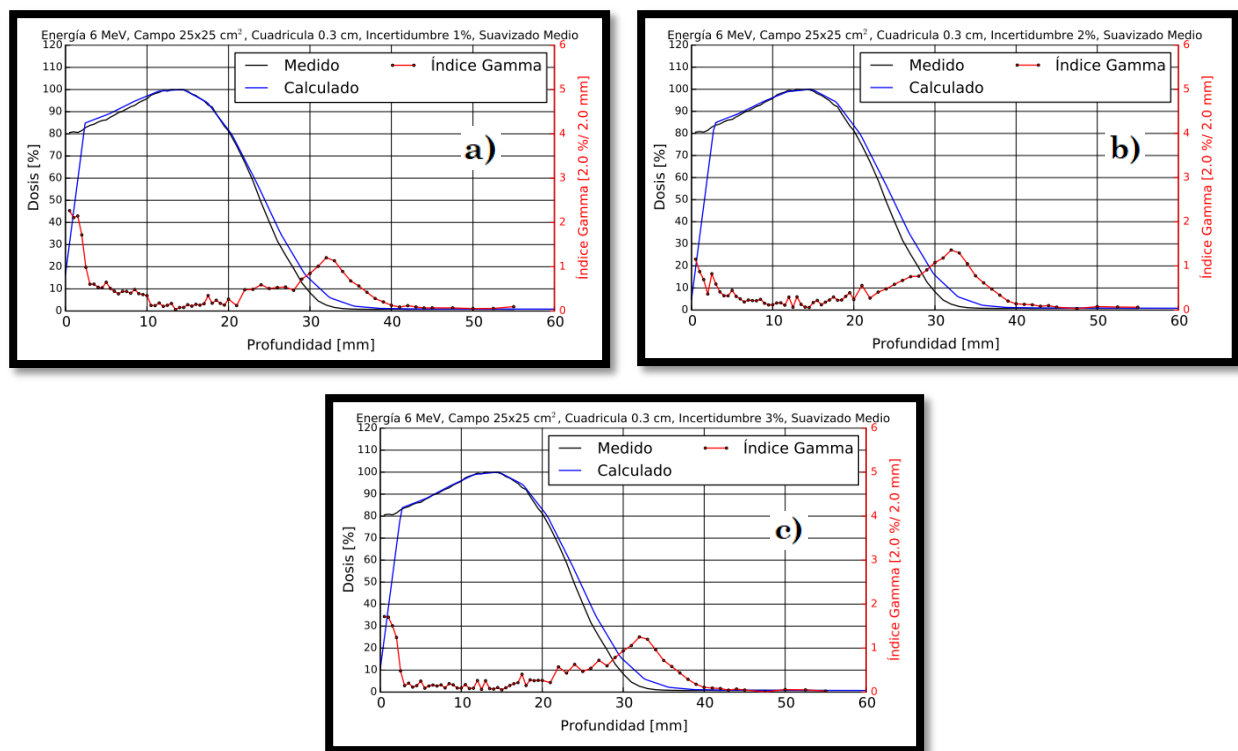 Energía 6 MeV, Campo 25x25 cm², Cuadricula 0.3 cm, Incertidumbre 1%, Suavizado Medio
Medido
Calculado
Índice Gamma
a)
Dosis [%]
120
110
100
90
80
70
60
50
40
30
20
10
0
0 10 20 30 40 50 60
Profundidad [mm]
6
5
4
3
2
1
0
Índice Gamma [2.0 %/ 2.0 mm]
Energía 6 MeV, Campo 25x25 cm², Cuadricula 0.3 cm, Incertidumbre 2%, Suavizado Medio
Medido
Calculado
Índice Gamma
b)
Dosis [%]
120
110
100
90
80
70
60
50
40
30
20
10
0
0 10 20 30 40 50 60
Profundidad [mm]
6
5
4
3
2
1
0
Índice Gamma [2.0 %/ 2.0 mm]
Energía 6 MeV, Campo 25x25 cm², Cuadricula 0.3 cm, Incertidumbre 3%, Suavizado Medio
Medido
Calculado
Índice Gamma
c)
Dosis [%]
120
110
100
90
80
70
60
50
40
30
20
10
0
0 10 20 30 40 50 60
Profundidad [mm]
6
5
4
3
2
1
0
Índice Gamma [2.0 %/ 2.0 mm]